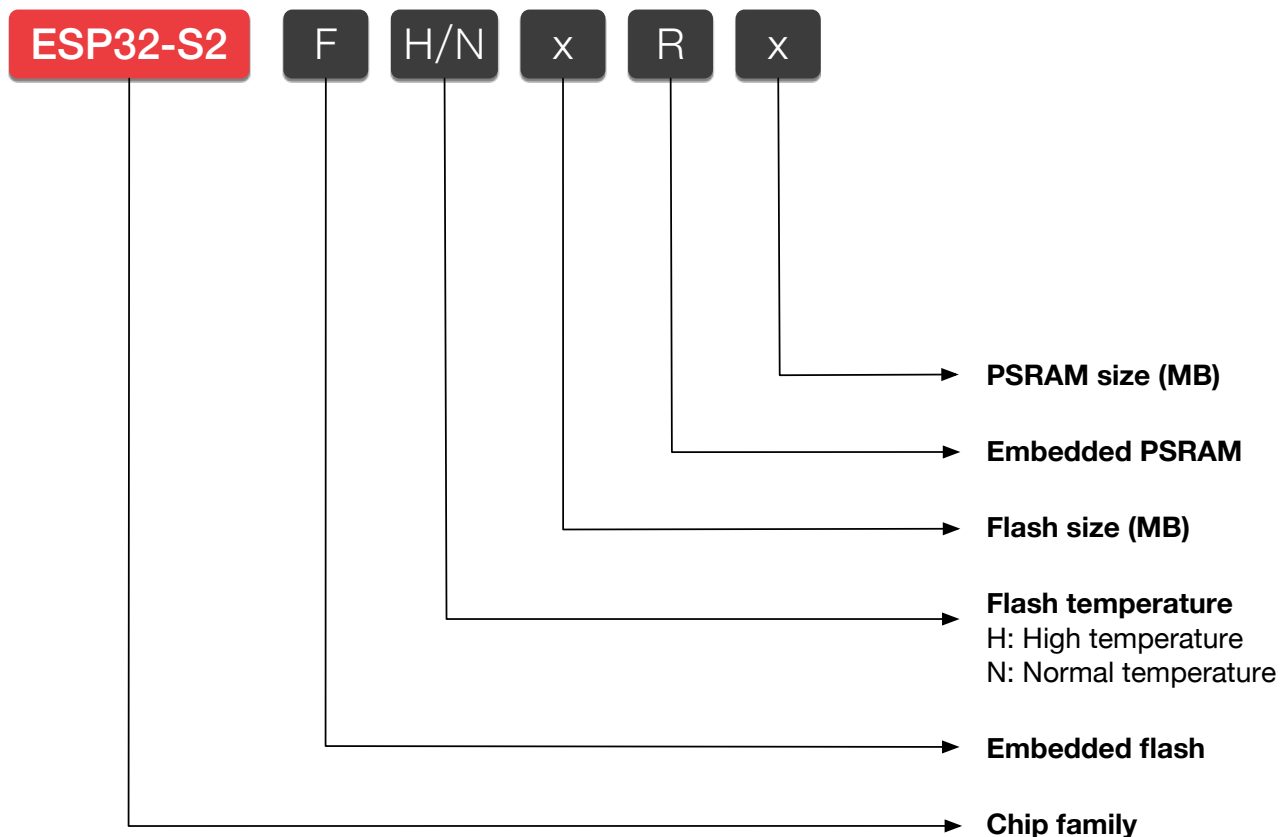 ESP32-S2 F H/N x R x
PSRAM size (MB)
Embedded PSRAM
Flash size (MB)
Flash temperature
H: High temperature
N: Normal temperature
Embedded flash
Chip family